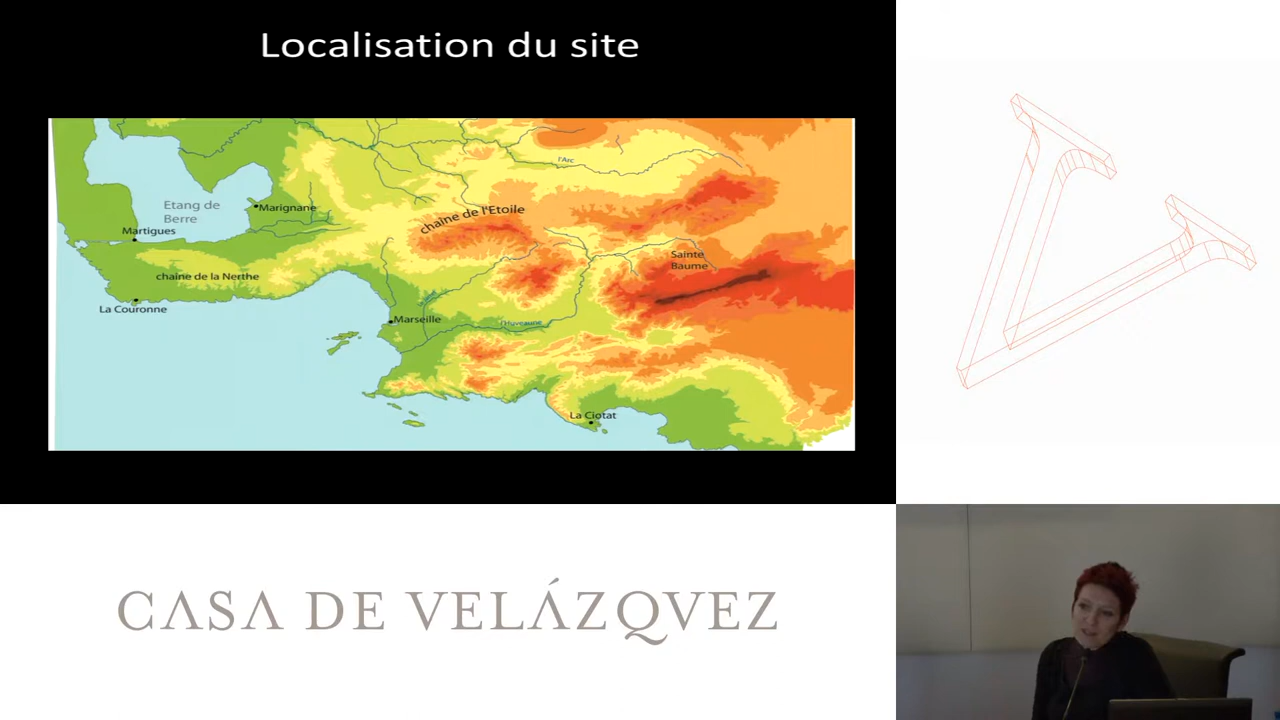 Localisation du site
l'Arc
Etang de
Berre
Marignane
chaîne de l'Etoile
Martigues
Sainte
Baume
chaine de la Nerthe
La Couronne
Marseille
l'Huveaune
La Ciotat
CASA DE VELÁZQVEZ